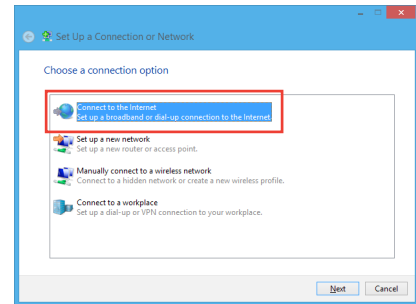 Set Up a Connection or Network
Choose a connection option
Connect to the Internet
Set up a broadband or dial-up connection to the Internet.
Set up a new network
Set up a new router or access point.
Manually connect to a wireless network
Connect to a hidden network or create a new wireless profile.
Connect to a workplace
Set up a dial-up or VPN connection to your workplace.
Next Cancel